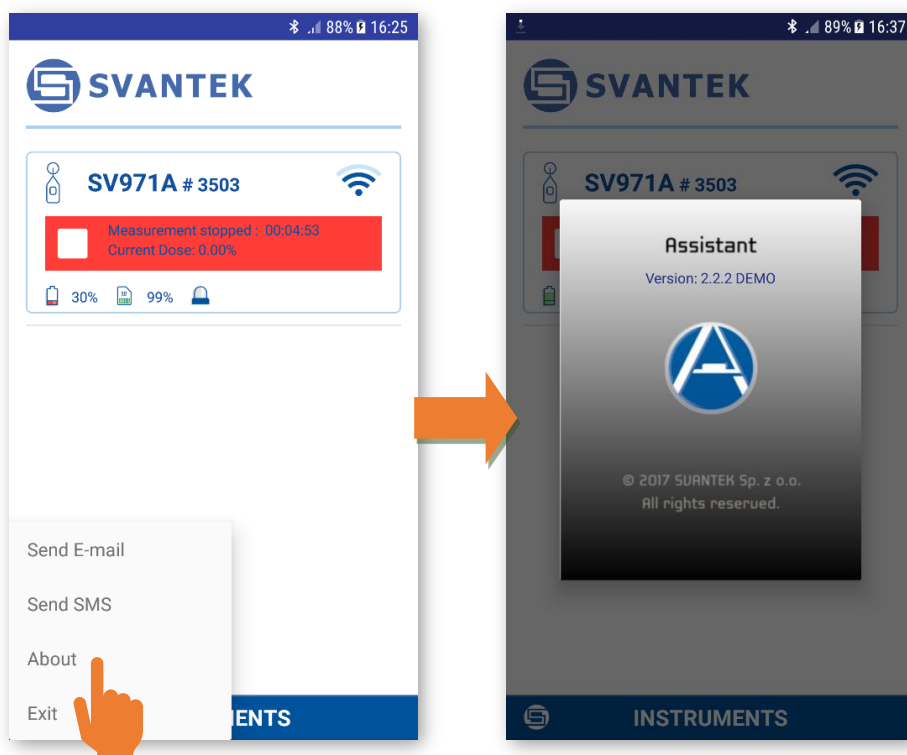 88% 16:25
SVANTEK
SV971A # 3503
Measurement stopped : 00:04:53
Current Dose: 0.00%
30% 99%
Send E-mail
Send SMS
About
Exit
ENTS
89% 16:37
SVANTEK
SV971A # 3503
Assistant
Version: 2.2.2 DEMO
© 2017 SVANTEK Sp. z o.o.
All rights reserved.
INSTRUMENTS